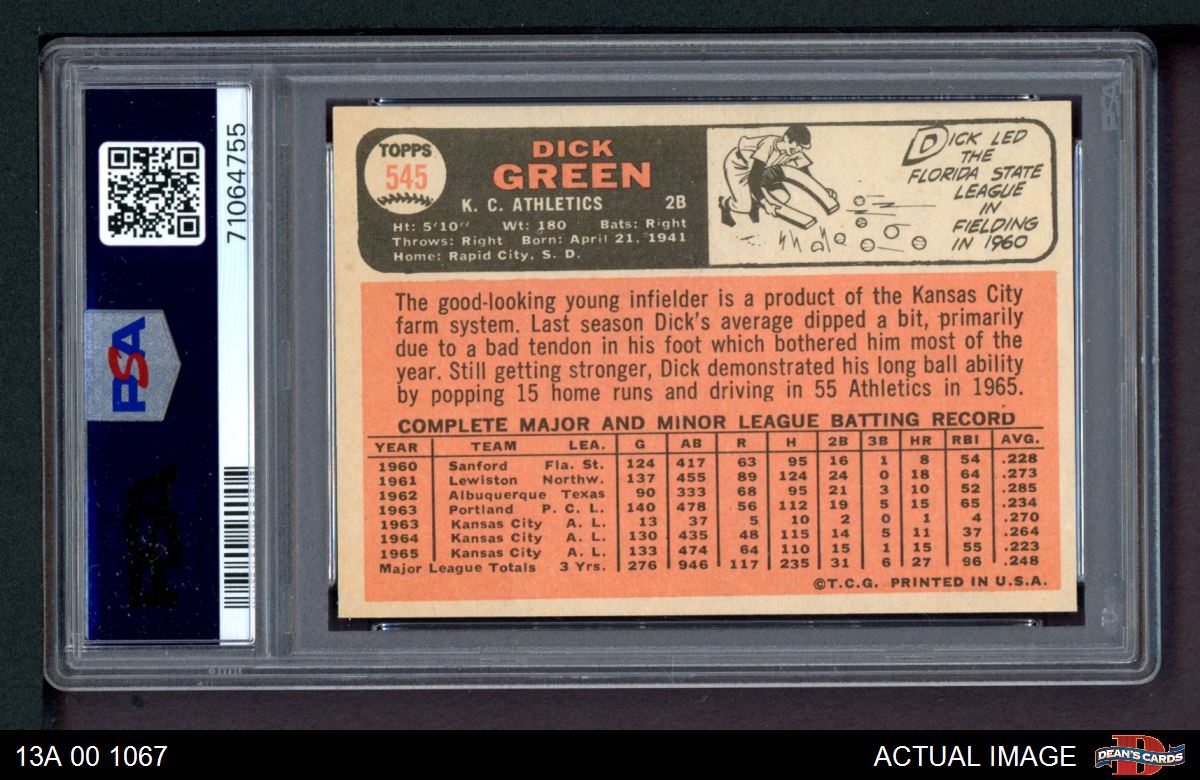 71064755
PSA
TOPPS
545
DICK
GREEN
K. C. ATHLETICS 2B
Ht: 5'10" Wt: 180 Bats: Right
Throws: Right Born: April 21, 1941
Home: Rapid City, S. D.
DICK LED
THE
FLORIDA STATE
LEAGUE
IN
FIELDING
IN 1960
The good-looking young infielder is a product of the Kansas City
farm system. Last season Dick's average dipped a bit, primarily
due to a bad tendon in his foot which bothered him most of the
year. Still getting stronger, Dick demonstrated his long ball ability
by popping 15 home runs and driving in 55 Athletics in 1965.
COMPLETE MAJOR AND MINOR LEAGUE BATTING RECORD
YEAR TEAM LEA. G AB R H 2B 3B HR RBI AVG.
1960 Sanford Fla. St. 124 417 63 95 16 1 8 54 .228
1961 Lewiston Northw. 137 455 89 124 24 0 18 64 .273
1962 Albuquerque Texas 90 333 68 95 21 3 10 52 .285
1963 Portland P. C. L. 140 478 56 112 19 5 15 65 .234
1963 Kansas City A. L. 13 37 5 10 2 0 1 4 .270
1964 Kansas City A. L. 130 435 48 115 14 5 11 37 .264
1965 Kansas City A. L. 133 474 64 110 15 1 15 55 .223
Major League Totals 3 Yrs. 276 946 117 235 31 6 27 96 .248
©T.C.G. PRINTED IN U.S.A.
PSA
PSA
13A 00 1067
ACTUAL IMAGE
DEAN'S CARDS